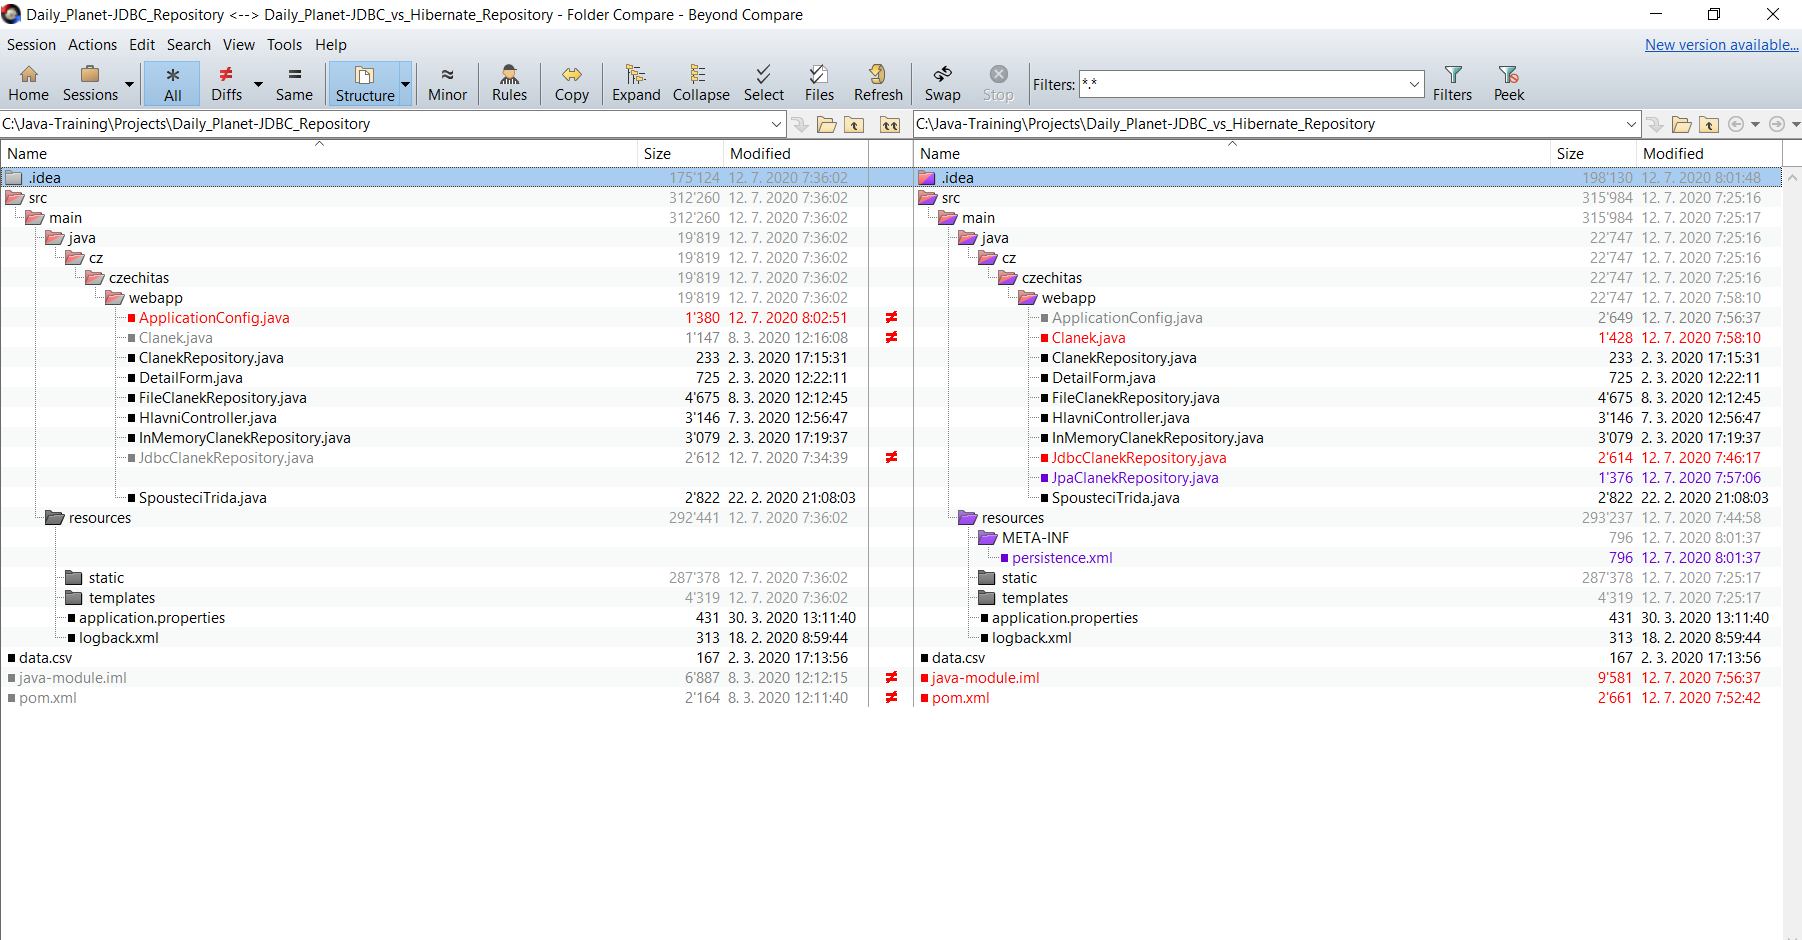 Daily_Planet-JDBC_Repository <--> Daily_Planet-JDBC_vs_Hibernate_Repository - Folder Compare - Beyond Compare
Session Actions Edit Search View Tools Help New version available...
Home Sessions All Diffs Same Structure Minor Rules Copy Expand Collapse Select Files Refresh Swap Stop Filters: *.* Filters Peek
C:\Java-Training\Projects\Daily_Planet-JDBC_Repository C:\Java-Training\Projects\Daily_Planet-JDBC_vs_Hibernate_Repository
Name Size Modified Name Size Modified
.idea 175'124 12. 7. 2020 7:36:02 .idea 198'130 12. 7. 2020 8:01:48
src 312'260 12. 7. 2020 7:36:02 src 315'984 12. 7. 2020 7:25:16
main 312'260 12. 7. 2020 7:36:02 main 315'984 12. 7. 2020 7:25:17
java 19'819 12. 7. 2020 7:36:02 java 22'747 12. 7. 2020 7:25:16
cz 19'819 12. 7. 2020 7:36:02 cz 22'747 12. 7. 2020 7:25:16
czechitas 19'819 12. 7. 2020 7:36:02 czechitas 22'747 12. 7. 2020 7:25:16
webapp 19'819 12. 7. 2020 7:36:02 webapp 22'747 12. 7. 2020 7:58:10
ApplicationConfig.java 1'380 12. 7. 2020 8:02:51 ≠ ApplicationConfig.java 2'649 12. 7. 2020 7:56:37
Clanek.java 1'147 8. 3. 2020 12:16:08 ≠ Clanek.java 1'428 12. 7. 2020 7:58:10
ClanekRepository.java 233 2. 3. 2020 17:15:31 ClanekRepository.java 233 2. 3. 2020 17:15:31
DetailForm.java 725 2. 3. 2020 12:22:11 DetailForm.java 725 2. 3. 2020 12:22:11
FileClanekRepository.java 4'675 8. 3. 2020 12:12:45 FileClanekRepository.java 4'675 8. 3. 2020 12:12:45
HlavniController.java 3'146 7. 3. 2020 12:56:47 HlavniController.java 3'146 7. 3. 2020 12:56:47
InMemoryClanekRepository.java 3'079 2. 3. 2020 17:19:37 InMemoryClanekRepository.java 3'079 2. 3. 2020 17:19:37
JdbcClanekRepository.java 2'612 12. 7. 2020 7:34:39 ≠ JdbcClanekRepository.java 2'614 12. 7. 2020 7:46:17
JpaClanekRepository.java 1'376 12. 7. 2020 7:57:06
SpousteciTrida.java 2'822 22. 2. 2020 21:08:03 SpousteciTrida.java 2'822 22. 2. 2020 21:08:03
resources 292'441 12. 7. 2020 7:36:02 resources 293'237 12. 7. 2020 7:44:58
META-INF 796 12. 7. 2020 8:01:37
persistence.xml 796 12. 7. 2020 8:01:37
static 287'378 12. 7. 2020 7:36:02 static 287'378 12. 7. 2020 7:25:17
templates 4'319 12. 7. 2020 7:36:02 templates 4'319 12. 7. 2020 7:25:17
application.properties 431 30. 3. 2020 13:11:40 application.properties 431 30. 3. 2020 13:11:40
logback.xml 313 18. 2. 2020 8:59:44 logback.xml 313 18. 2. 2020 8:59:44
data.csv 167 2. 3. 2020 17:13:56 data.csv 167 2. 3. 2020 17:13:56
java-module.iml 6'887 8. 3. 2020 12:12:15 ≠ java-module.iml 9'581 12. 7. 2020 7:56:37
pom.xml 2'164 8. 3. 2020 12:11:40 ≠ pom.xml 2'661 12. 7. 2020 7:52:42